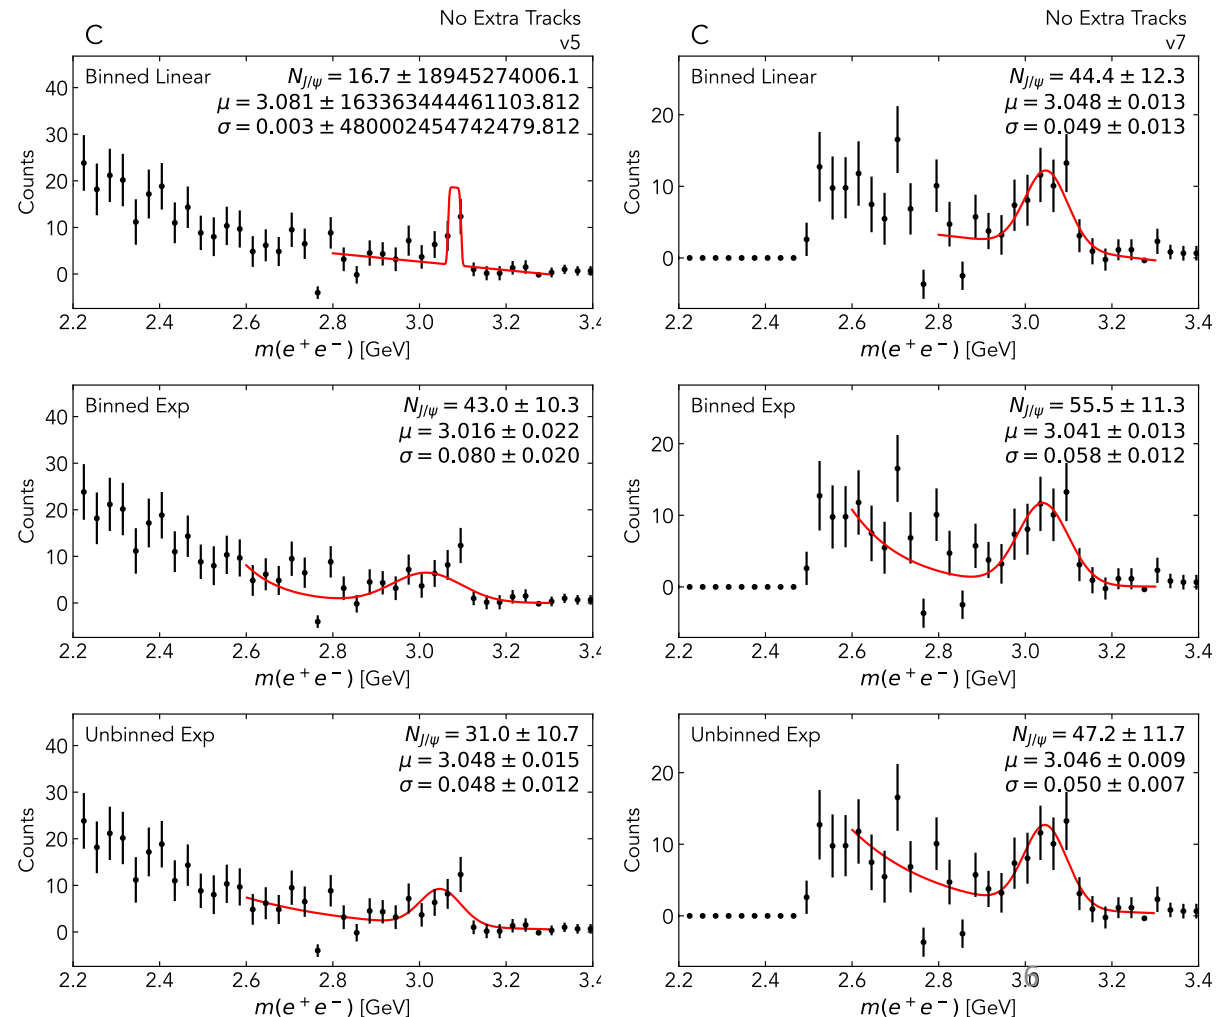 C
No Extra Tracks
v5
Binned Linear
N_{J/ψ} = 16.7 ± 18945274006.1
μ = 3.081 ± 163363444461103.812
σ = 0.003 ± 480002454742479.812
Counts
40
30
20
10
0
2.2 2.4 2.6 2.8 3.0 3.2 3.4
m(e⁺e⁻) [GeV]
C
No Extra Tracks
v7
Binned Linear
N_{J/ψ} = 44.4 ± 12.3
μ = 3.048 ± 0.013
σ = 0.049 ± 0.013
Counts
20
10
0
2.2 2.4 2.6 2.8 3.0 3.2 3.4
m(e⁺e⁻) [GeV]
Binned Exp
N_{J/ψ} = 43.0 ± 10.3
μ = 3.016 ± 0.022
σ = 0.080 ± 0.020
Counts
40
30
20
10
0
2.2 2.4 2.6 2.8 3.0 3.2 3.4
m(e⁺e⁻) [GeV]
Binned Exp
N_{J/ψ} = 55.5 ± 11.3
μ = 3.041 ± 0.013
σ = 0.058 ± 0.012
Counts
20
10
0
2.2 2.4 2.6 2.8 3.0 3.2 3.4
m(e⁺e⁻) [GeV]
Unbinned Exp
N_{J/ψ} = 31.0 ± 10.7
μ = 3.048 ± 0.015
σ = 0.048 ± 0.012
Counts
40
30
20
10
0
2.2 2.4 2.6 2.8 3.0 3.2 3.4
m(e⁺e⁻) [GeV]
Unbinned Exp
N_{J/ψ} = 47.2 ± 11.7
μ = 3.046 ± 0.009
σ = 0.050 ± 0.007
Counts
20
10
0
6
2.2 2.4 2.6 2.8 3.0 3.2 3.4
m(e⁺e⁻) [GeV]